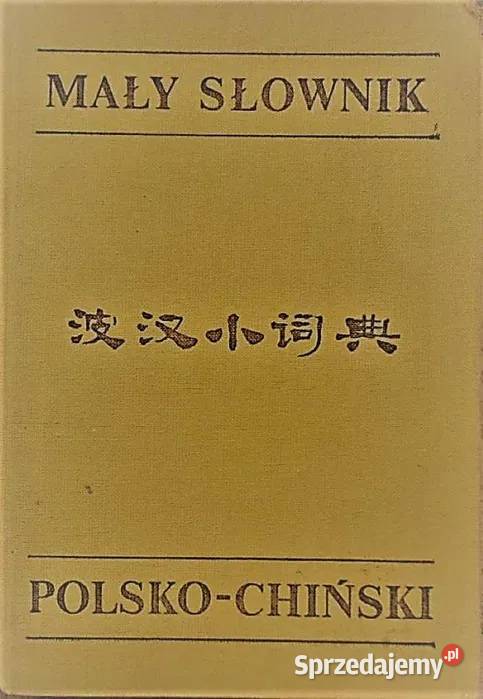 MAŁY SŁOWNIK
波汉小词典
POLSKO-CHIŃSKI
Sprzedajemy.pl